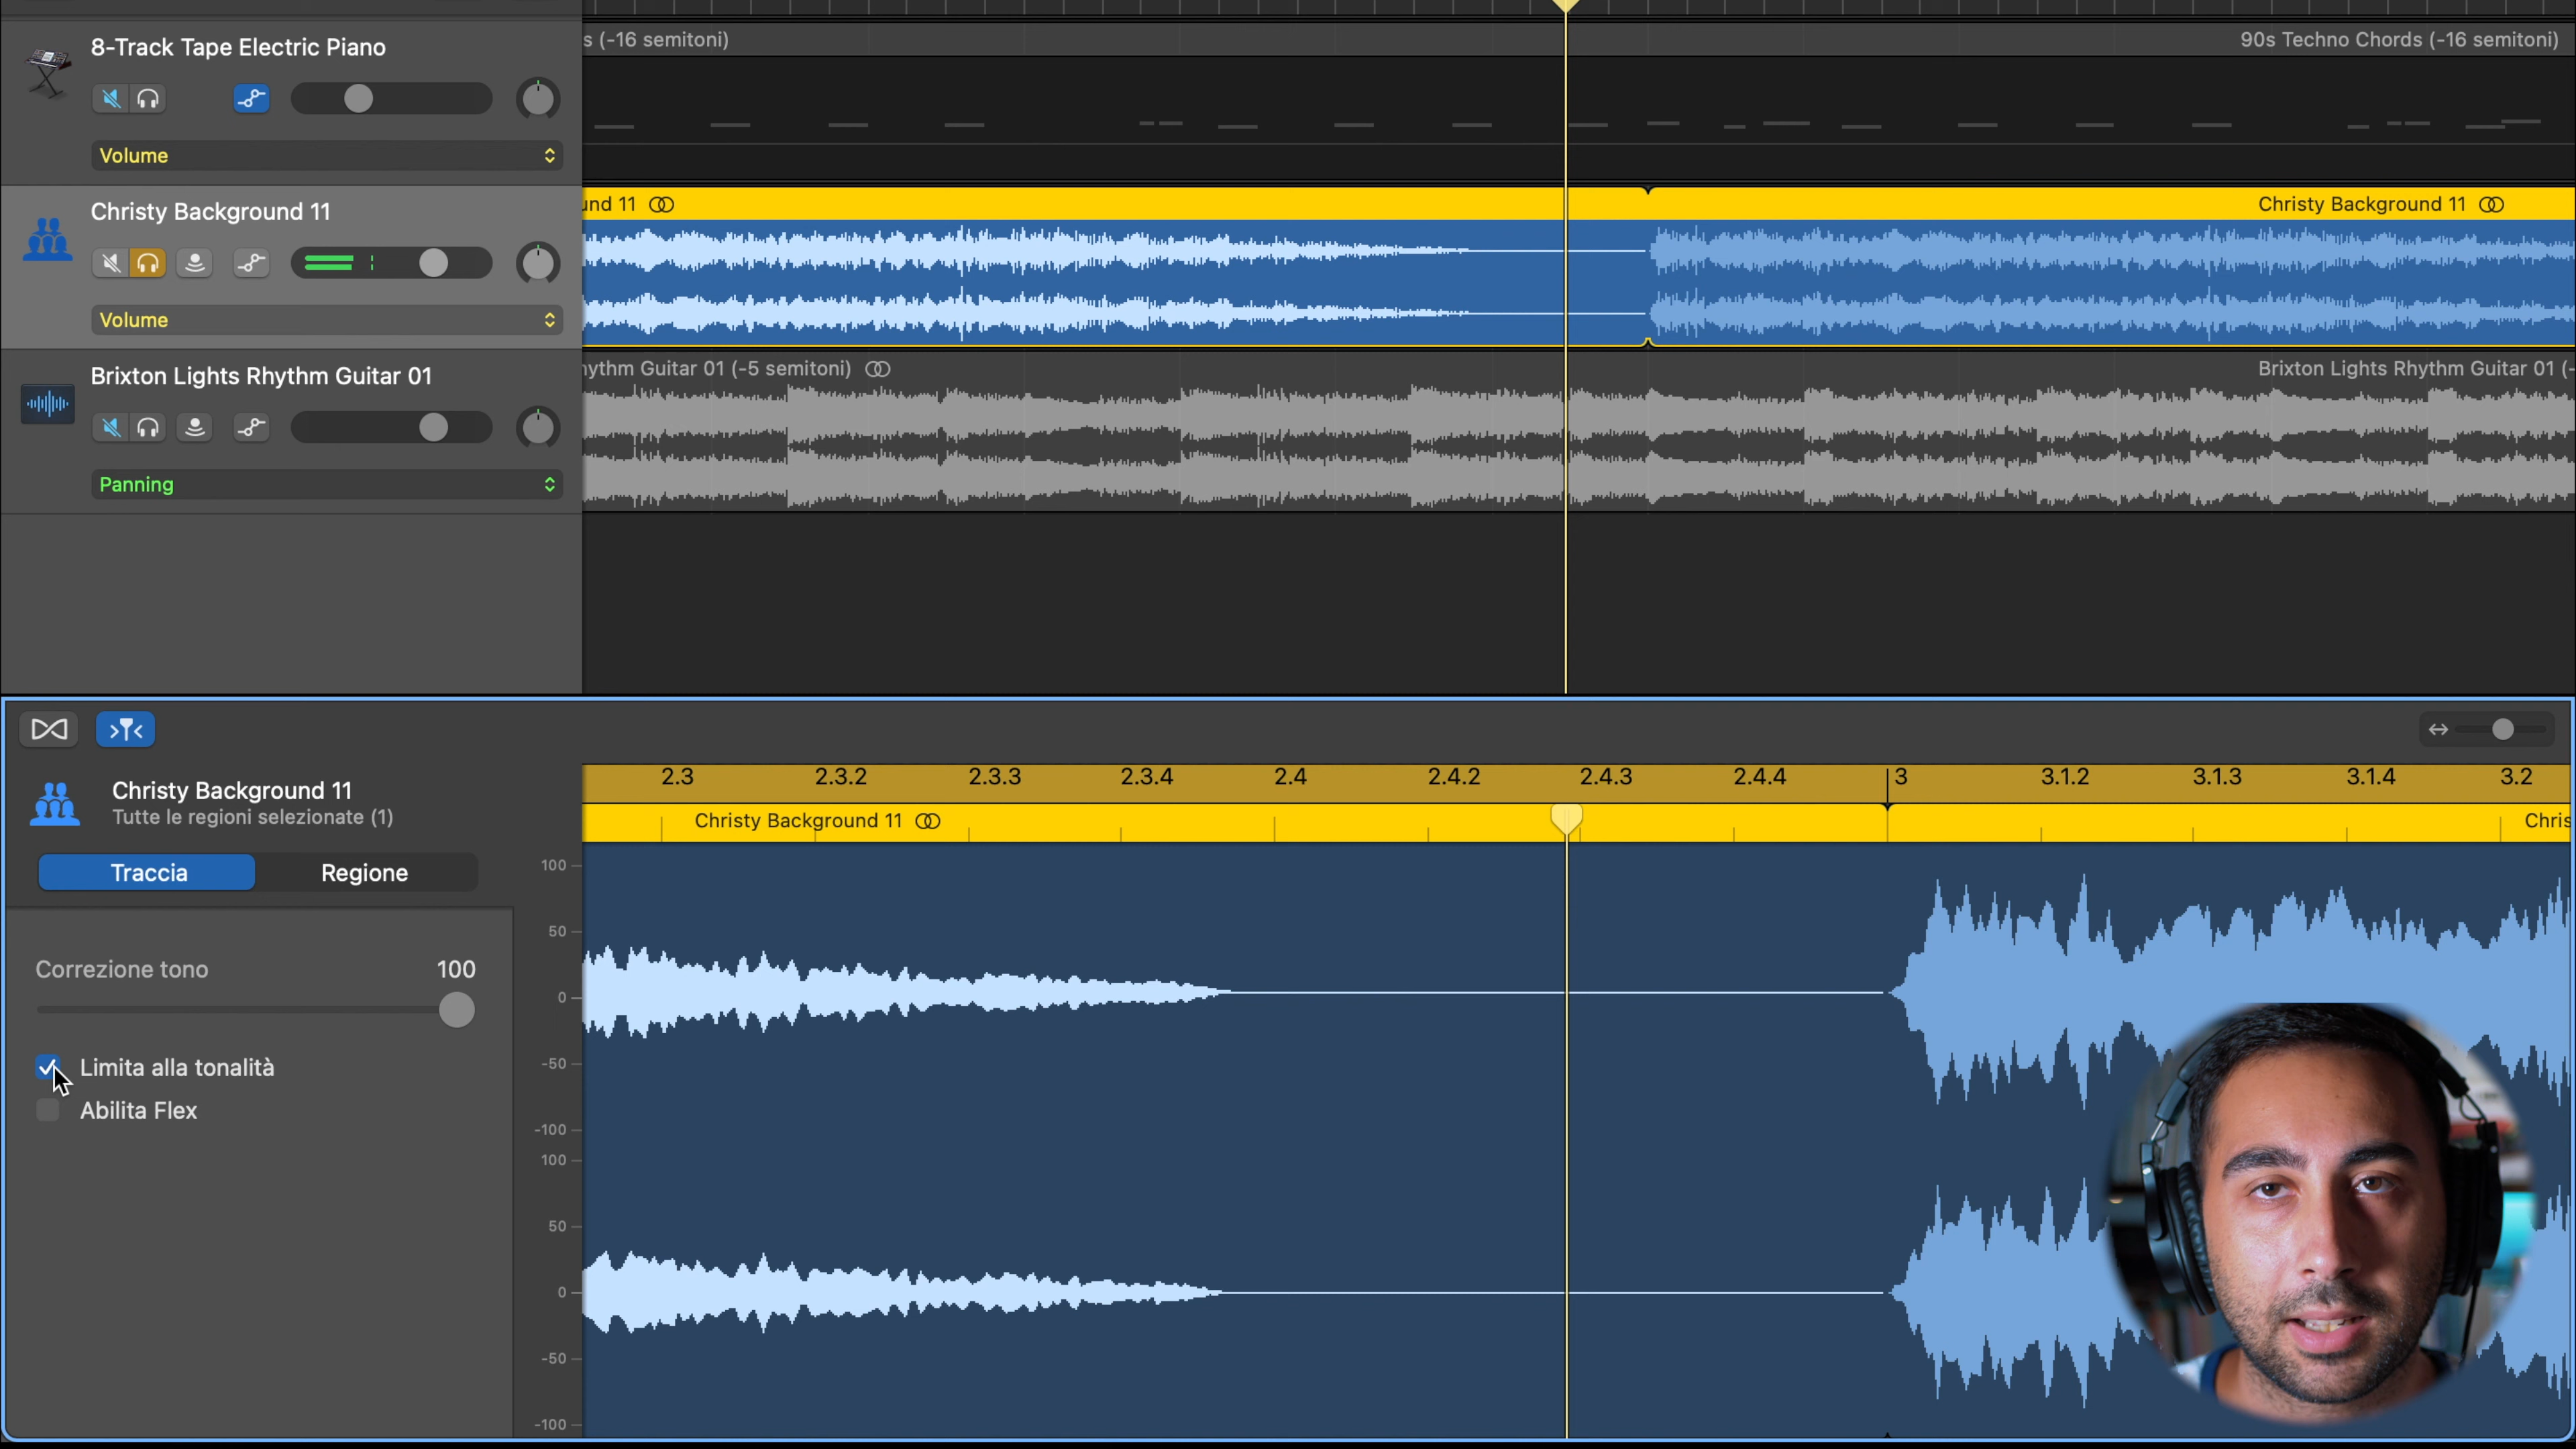 8-Track Tape Electric Piano
Volume
s (-16 semitoni)
90s Techno Chords (-16 semitoni)
Christy Background 11
Volume
und 11
Christy Background 11
Brixton Lights Rhythm Guitar 01
Panning
hythm Guitar 01 (-5 semitoni)
Brixton Lights Rhythm Guitar 01 (-
Christy Background 11
Tutte le regioni selezionate (1)
Traccia Regione
Correzione tono 100
Limita alla tonalità
Abilita Flex
2.3 2.3.2 2.3.3 2.3.4 2.4 2.4.2 2.4.3 2.4.4 3 3.1.2 3.1.3 3.1.4 3.2
Christy Background 11
Chris
100
50
0
-50
-100
100
50
0
-50
-100